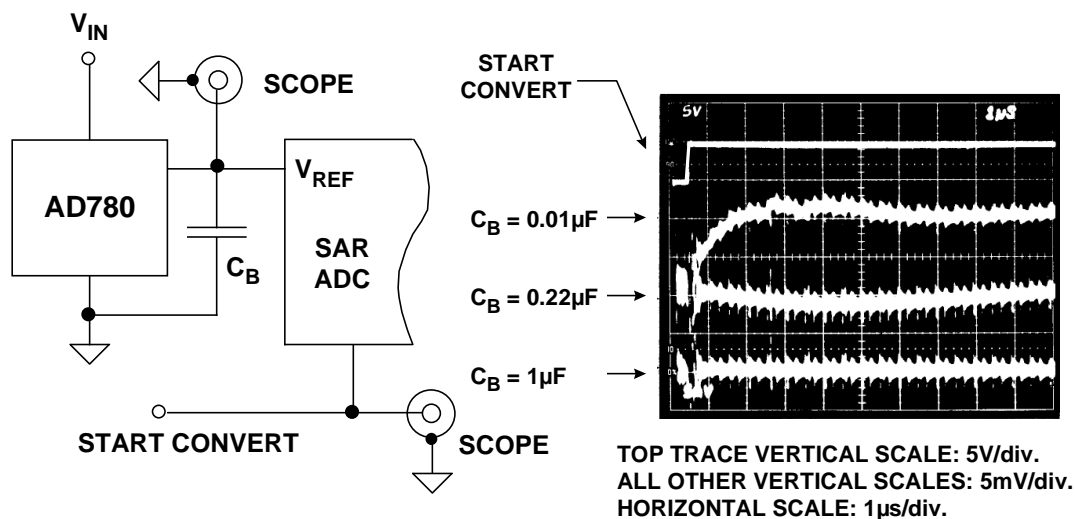 V_IN
SCOPE
AD780
V_REF
SAR
ADC
C_B
START CONVERT
SCOPE
START
CONVERT
5V
C_B = 0.01µF
C_B = 0.22µF
C_B = 1µF
TOP TRACE VERTICAL SCALE: 5V/div.
ALL OTHER VERTICAL SCALES: 5mV/div.
HORIZONTAL SCALE: 1µs/div.